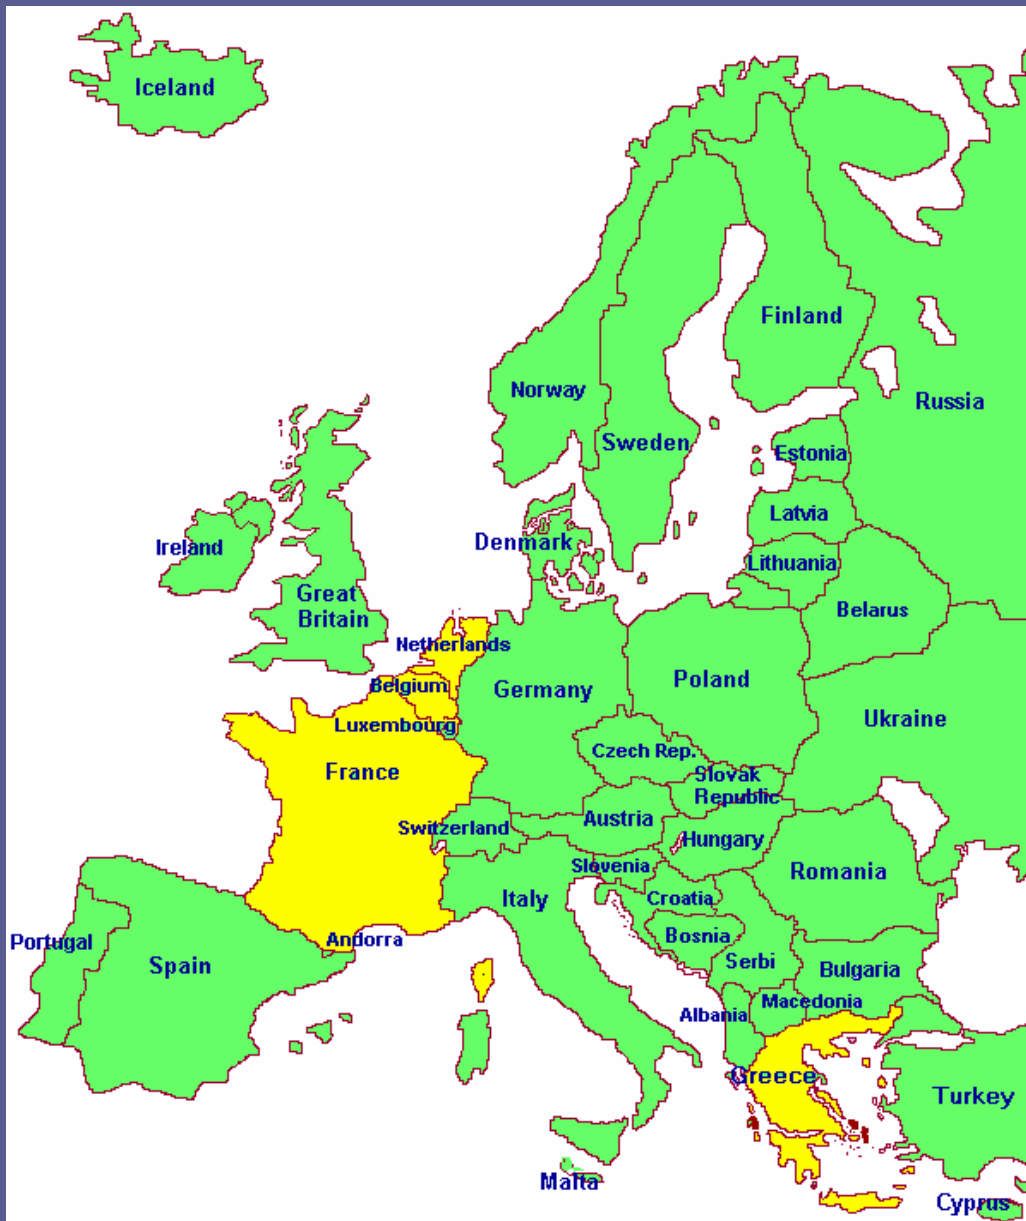 Iceland
Finland
Norway
Russia
Sweden
Estonia
Latvia
Denmark
Ireland
Lithuania
Great
Britain
Belarus
Netherlands
Belgium
Germany
Poland
Luxembourg
Ukraine
Czech Rep.
France
Slovak
Republic
Switzerland
Austria
Hungary
Slovenia
Romania
Italy
Croatia
Portugal
Andorra
Bosnia
Spain
Serbi
Bulgaria
Macedonia
Albania
Greece
Turkey
Malta
Cyprus